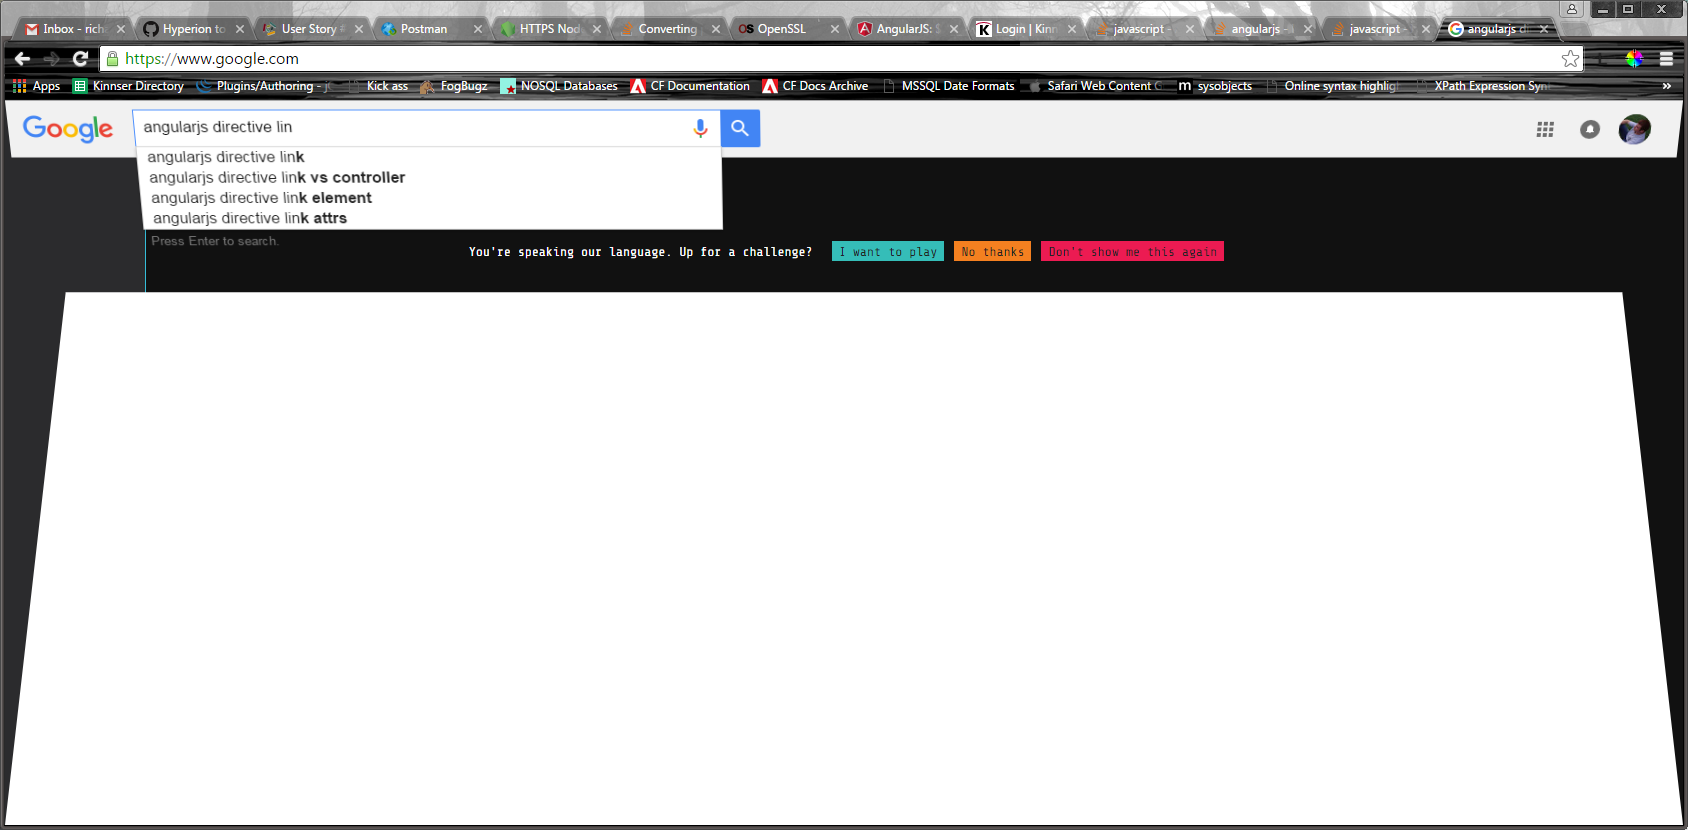 Inbox - rich
Hyperion to
User Story #
Postman
HTTPS Nod
Converting
OS OpenSSL
AngularJS:
K Login | Kinn
javascript -
angularjs -
javascript -
G angularjs d
https://www.google.com
Apps
Kinnser Directory
Plugins/Authoring - j
Kick ass
FogBugz
NOSQL Databases
CF Documentation
CF Docs Archive
MSSQL Date Formats
Safari Web Content
m sysobjects
Online syntax highlig
XPath Expression Syn
»
Google
angularjs directive lin
angularjs directive link
angularjs directive link vs controller
angularjs directive link element
angularjs directive link attrs
Press Enter to search.
You're speaking our language. Up for a challenge?
I want to play
No thanks
Don't show me this again